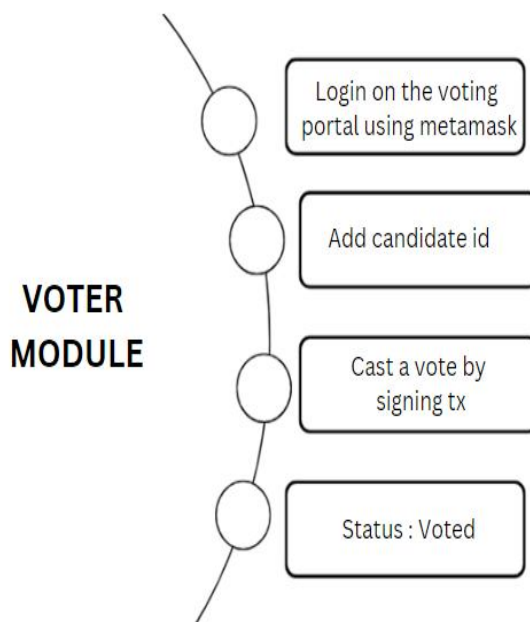 VOTER
MODULE
Login on the voting
portal using metamask
Add candidate id
Cast a vote by
signing tx
Status : Voted